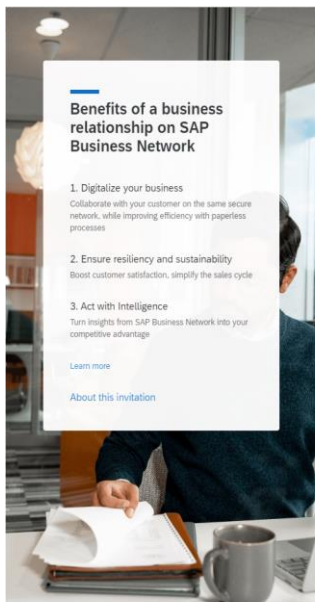 Benefits of a business
relationship on SAP
Business Network
1. Digitalize your business
Collaborate with your customer on the same secure
network, while improving efficiency with paperless
processes
2. Ensure resiliency and sustainability
Boost customer satisfaction, simplify the sales cycle
3. Act with Intelligence
Turn insights from SAP Business Network into your
competitive advantage
Learn more
About this invitation